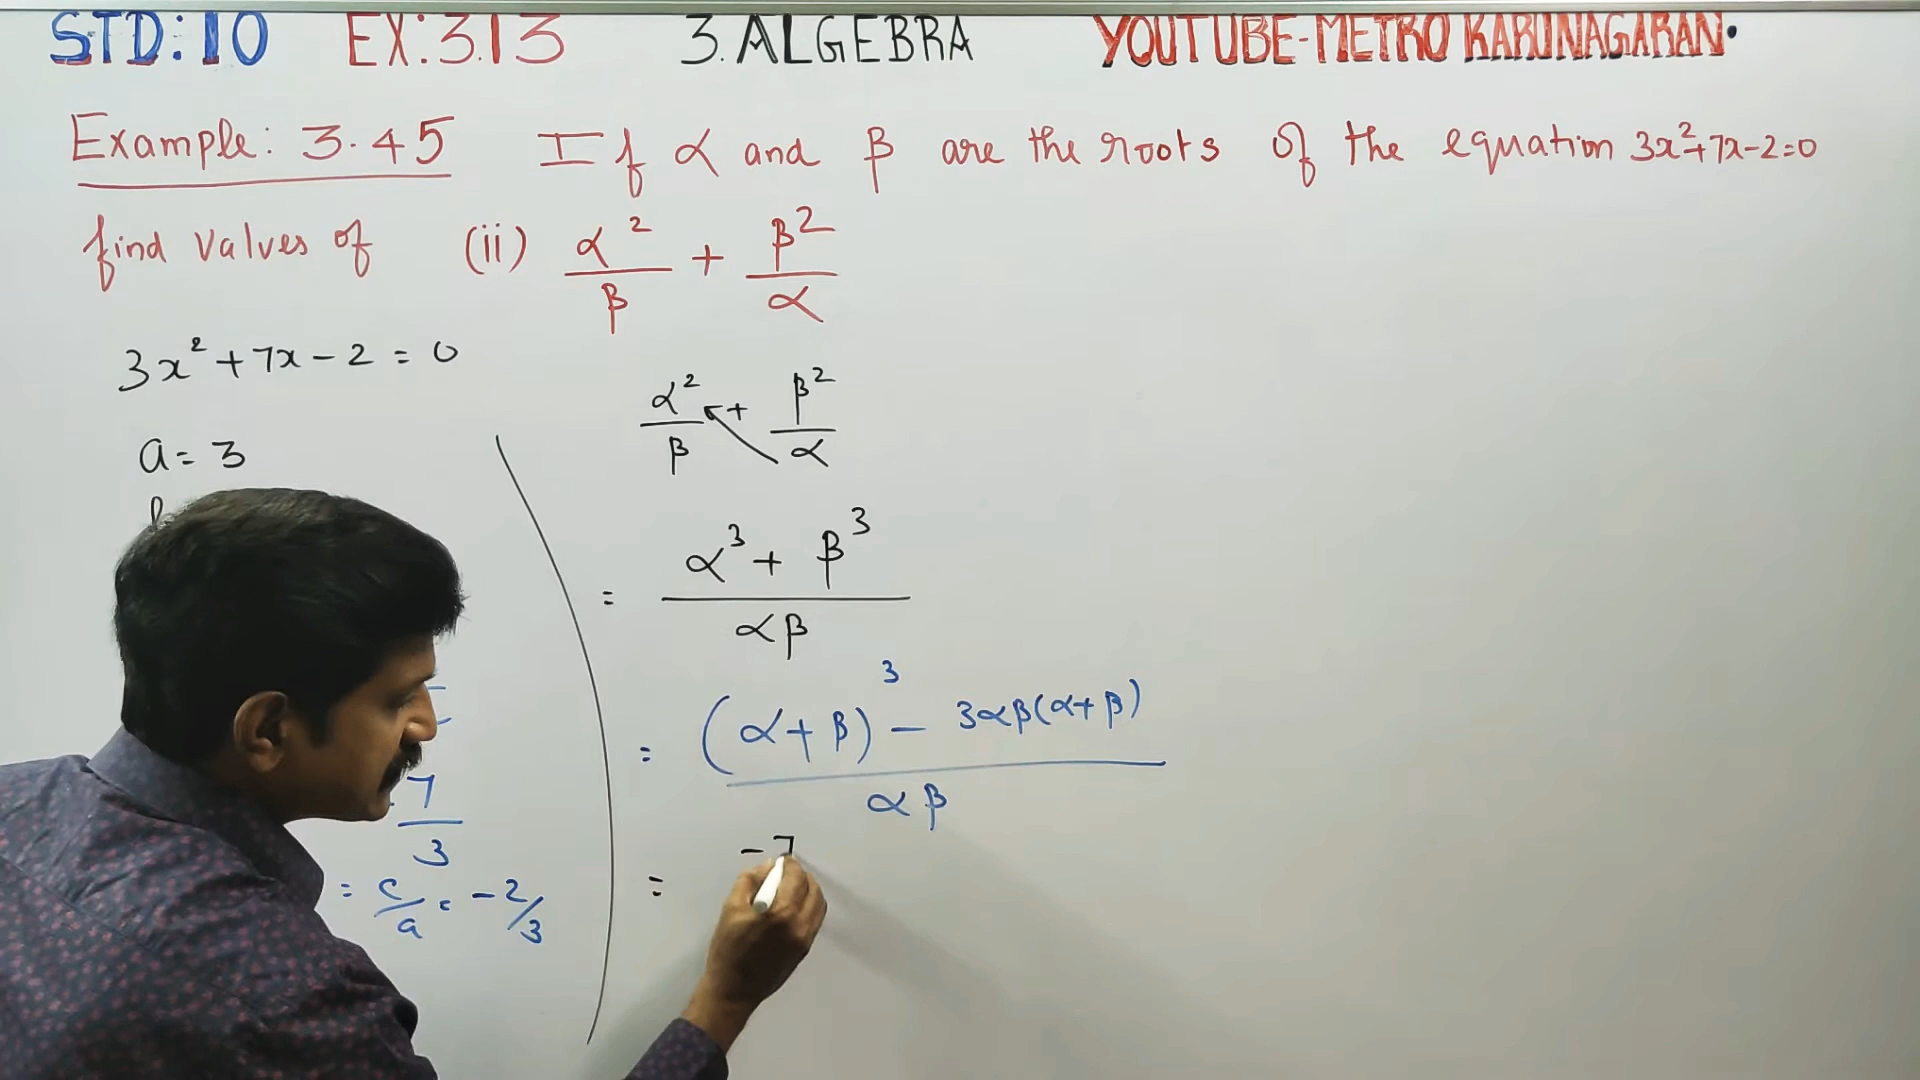 STD:10 EX:3.13 3.ALGEBRA YOUTUBE-METRO KARUNAGARAN.
Example: 3.45 If α and β are the roots of the equation 3x²+7x-2=0
find valves of (ii) α²/β + β²/α
3x² + 7x - 2 = 0
a = 3
7/3
= c/a = -2/3
α²/β + β²/α
= α³ + β³ / αβ
= (α+β)³ - 3αβ(α+β) / αβ
= -7